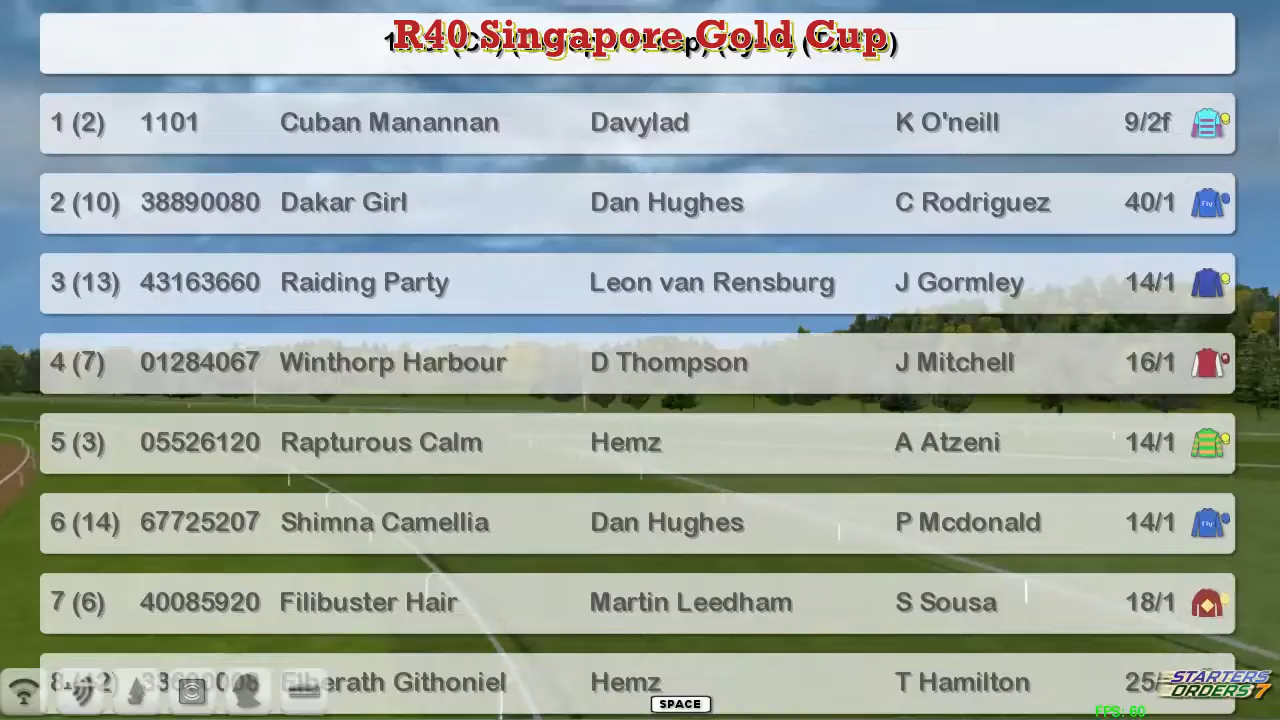 R40 Singapore Gold Cup
1 (2) 1101 Cuban Manannan Davylad K O'neill 9/2f
2 (10) 38890080 Dakar Girl Dan Hughes C Rodriguez 40/1
Fly
3 (13) 43163660 Raiding Party Leon van Rensburg J Gormley 14/1
4 (7) 01284067 Winthorp Harbour D Thompson J Mitchell 16/1
5 (3) 05526120 Rapturous Calm Hemz A Atzeni 14/1
6 (14) 67725207 Shimna Camellia Dan Hughes P Mcdonald 14/1
Fly
7 (6) 40085920 Filibuster Hair Martin Leedham S Sousa 18/1
Githoniel Hemz T Hamilton
STARTERS
ORDERS 7
SPACE
FPS: 60